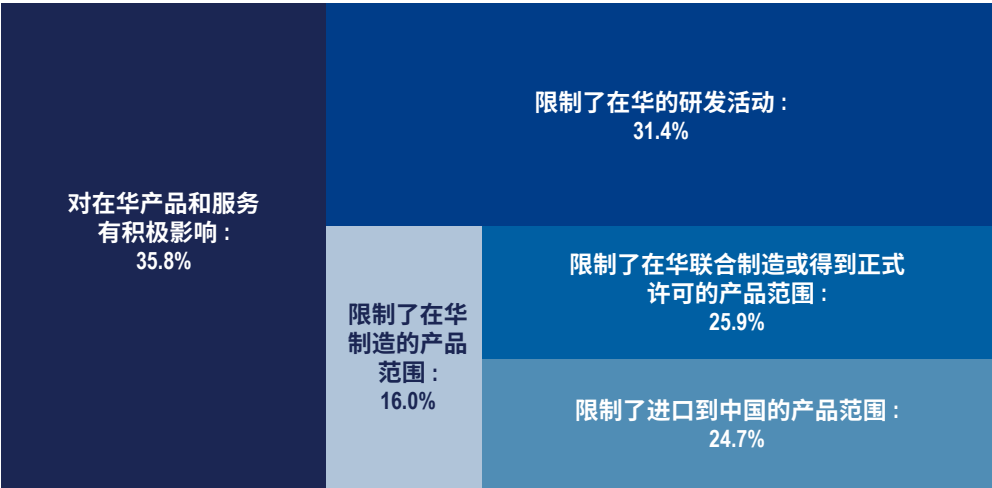 对在华产品和服务
有积极影响：
35.8%
限制了在华的研发活动：
31.4%
限制了在华
制造的产品
范围：
16.0%
限制了在华联合制造或得到正式
许可的产品范围：
25.9%
限制了进口到中国的产品范围：
24.7%